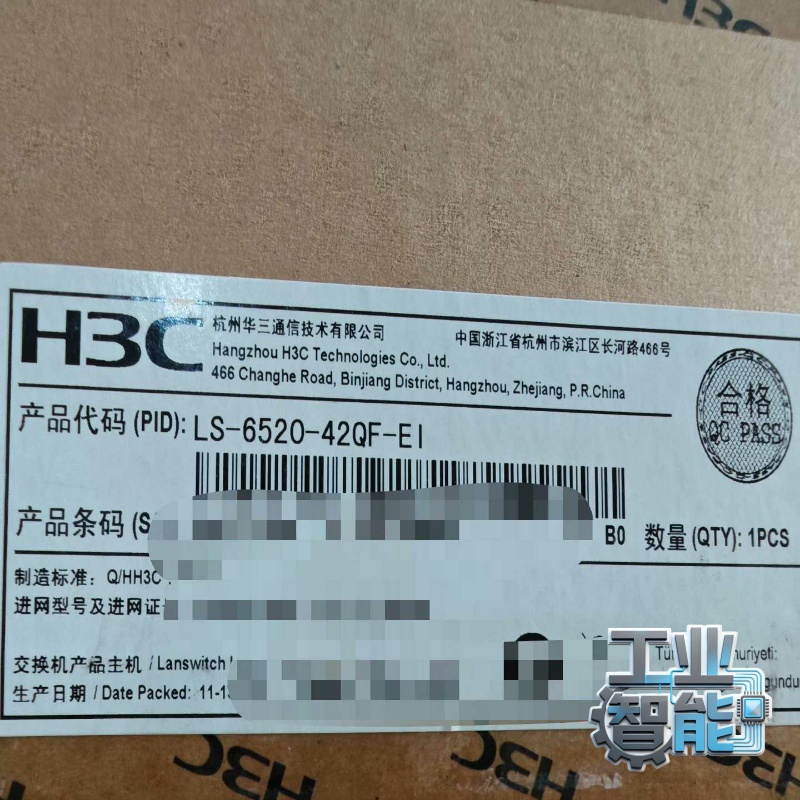 H3C
杭州华三通信技术有限公司
中国浙江省杭州市滨江区长河路466号
Hangzhou H3C Technologies Co., Ltd.
466 Changhe Road, Binjiang District, Hangzhou, Zhejiang, P.R.China
合格
QC PASS
产品代码 (PID): LS-6520-42QF-EI
产品条码 (S
B0
数量 (QTY): 1PCS
制造标准: Q/HH3C
进网型号及进网证
交换机产品主机 / Lanswitch
生产日期 / Date Packed: 11-1
工业
智能
H3C
H3C